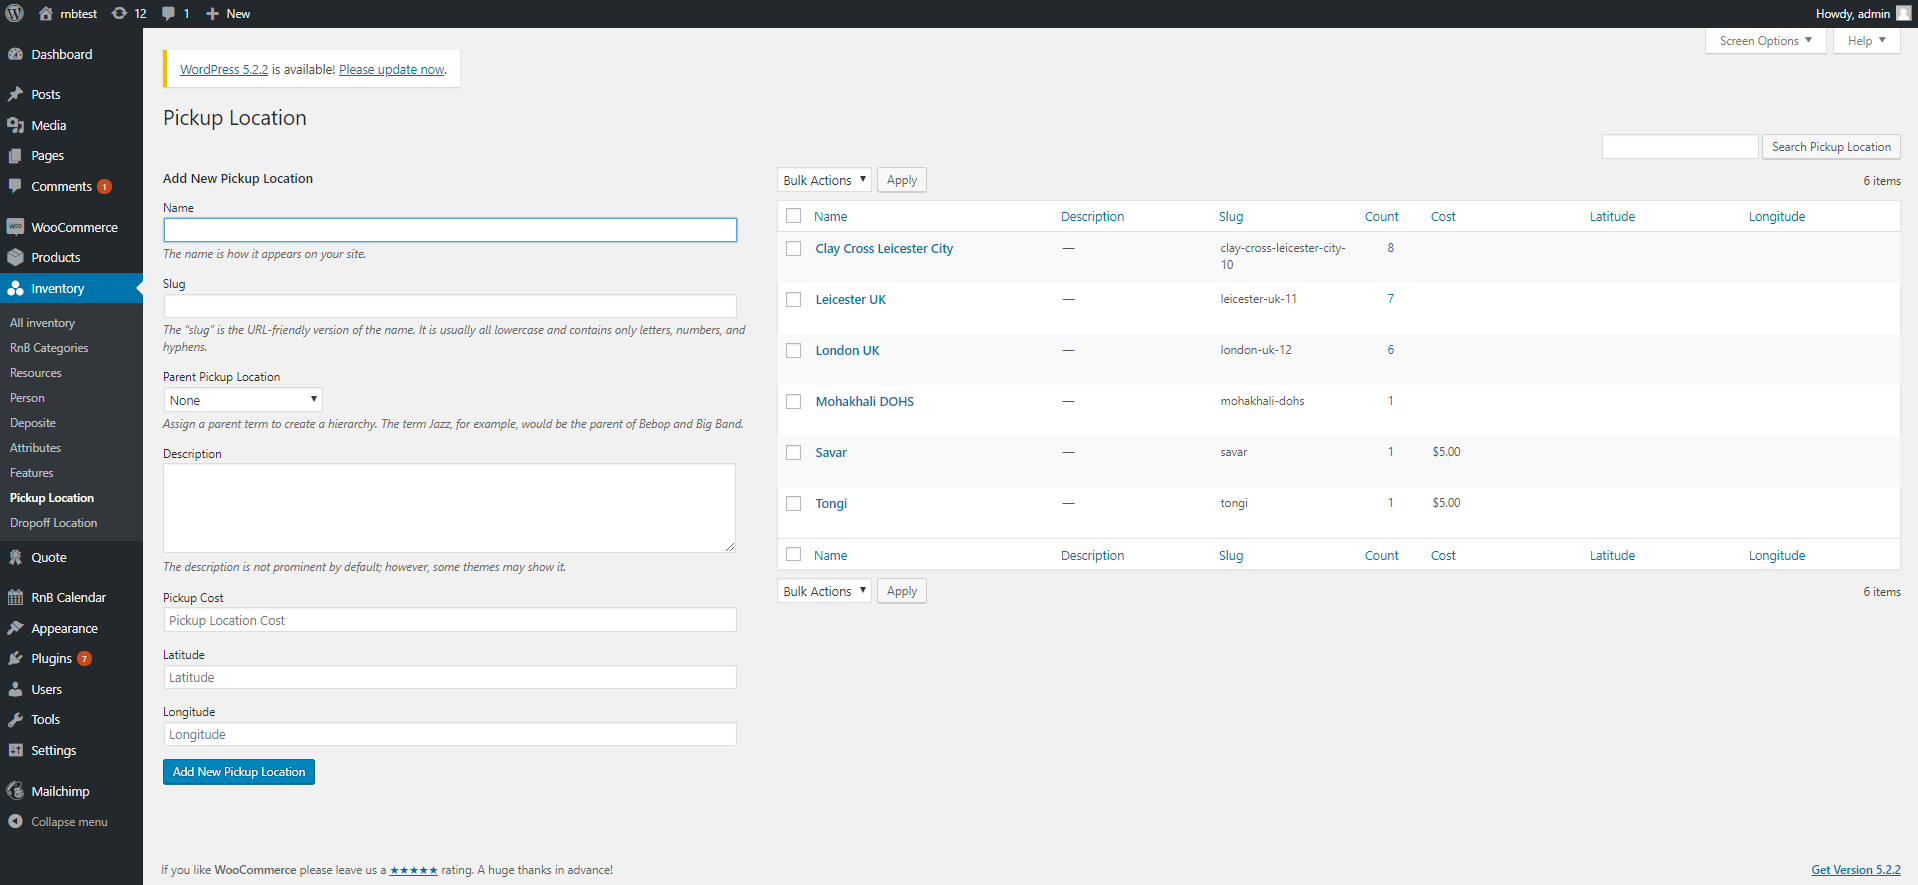 rnbtest 12 1 New Howdy, admin
Screen Options Help
WordPress 5.2.2 is available! Please update now.
Dashboard
Posts
Media
Pages
Comments 1
WooCommerce
Products
Inventory
All inventory
RnB Categories
Resources
Person
Deposite
Attributes
Features
Pickup Location
Dropoff Location
Quote
RnB Calendar
Appearance
Plugins 7
Users
Tools
Settings
Mailchimp
Collapse menu
Pickup Location
Search Pickup Location
Add New Pickup Location
Name
The name is how it appears on your site.
Slug
The “slug” is the URL-friendly version of the name. It is usually all lowercase and contains only letters, numbers, and
hyphens.
Parent Pickup Location
None
Assign a parent term to create a hierarchy. The term Jazz, for example, would be the parent of Bebop and Big Band.
Description
The description is not prominent by default; however, some themes may show it.
Pickup Cost
Pickup Location Cost
Latitude
Latitude
Longitude
Longitude
Add New Pickup Location
Bulk Actions Apply 6 items
Name Description Slug Count Cost Latitude Longitude
Clay Cross Leicester City — clay-cross-leicester-city- 8
10
Leicester UK — leicester-uk-11 7
London UK — london-uk-12 6
Mohakhali DOHS — mohakhali-dohs 1
Savar — savar 1 $5.00
Tongi — tongi 1 $5.00
Name Description Slug Count Cost Latitude Longitude
Bulk Actions Apply 6 items
If you like WooCommerce please leave us a ★★★★★ rating. A huge thanks in advance! Get Version 5.2.2